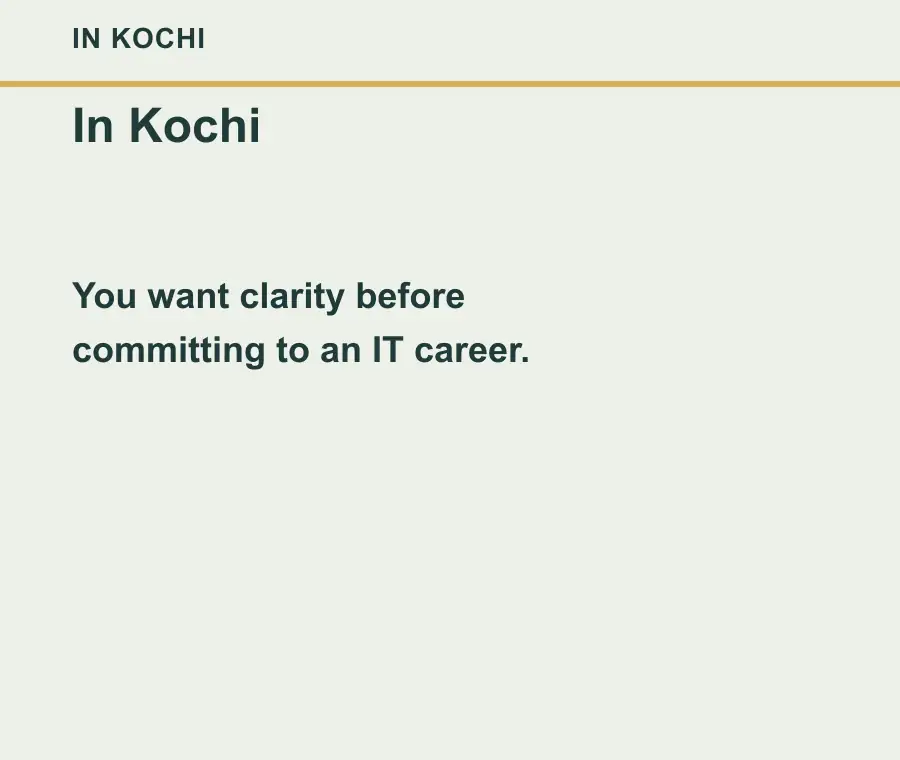 IN KOCHI
In Kochi
You want clarity before
committing to an IT career.